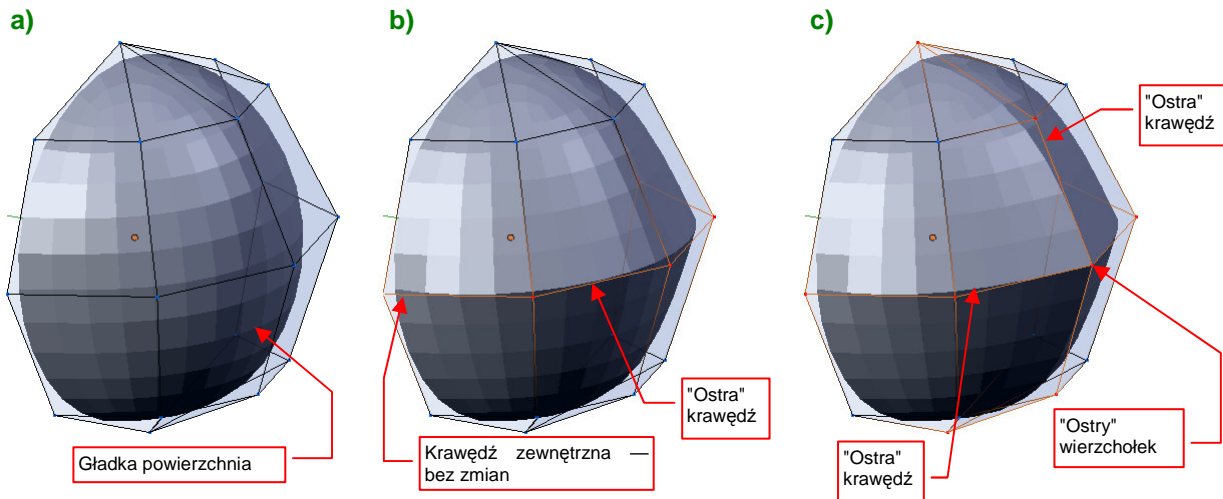 a)
b)
c)
"Ostra"
krawędź
"Ostra"
krawędź
Gładka powierzchnia
Krawędź zewnętrzna —
bez zmian
"Ostra"
krawędź
"Ostry"
wierzchołek